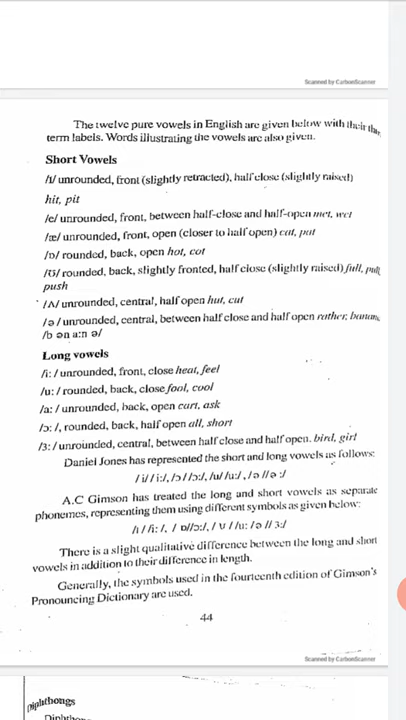 Scanned by CarbonScanner
The twelve pure vowels in English are given below with their three
term labels. Words illustrating the vowels are also given.
Short Vowels
/ɪ/ unrounded, front (slightly retracted), half close (slightly raised)
hit, pit
/e/ unrounded, front, between half-close and half-open met, wet
/æ/ unrounded, front, open (closer to half open) cat, pat
/ɒ/ rounded, back, open hot, cot
/ʊ/ rounded, back, slightly fronted, half close (slightly raised) full, pull,
push
/ʌ/ unrounded, central, half open hut, cut
/ə/ unrounded, central, between half close and half open rather, banana
/b ən a:n ə/
Long vowels
/i: / unrounded, front, close heat, feel
/u: / rounded, back, close fool, cool
/a: / unrounded, back, open cart, ask
/ɔ: /, rounded, back, half open all, short
/ɜ: / unrounded, central, between half close and half open. bird, girl
Daniel Jones has represented the short and long vowels as follows:
/ i/ / i:/, /ɔ / /ɔ:/, /u/ /u:/ , /ə // ə :/
A.C Gimson has treated the long and short vowels as separate
phonemes, representing them using different symbols as given below:
/ɪ / /i: /, / ɒ//ɔ:/, / ʊ / /u: / /ə // ɜ:/
There is a slight qualitative difference between the long and short
vowels in addition to their difference in length.
Generally, the symbols used in the fourteenth edition of Gimson's
Pronouncing Dictionary are used.
44
Scanned by CarbonScanner
Diphthongs